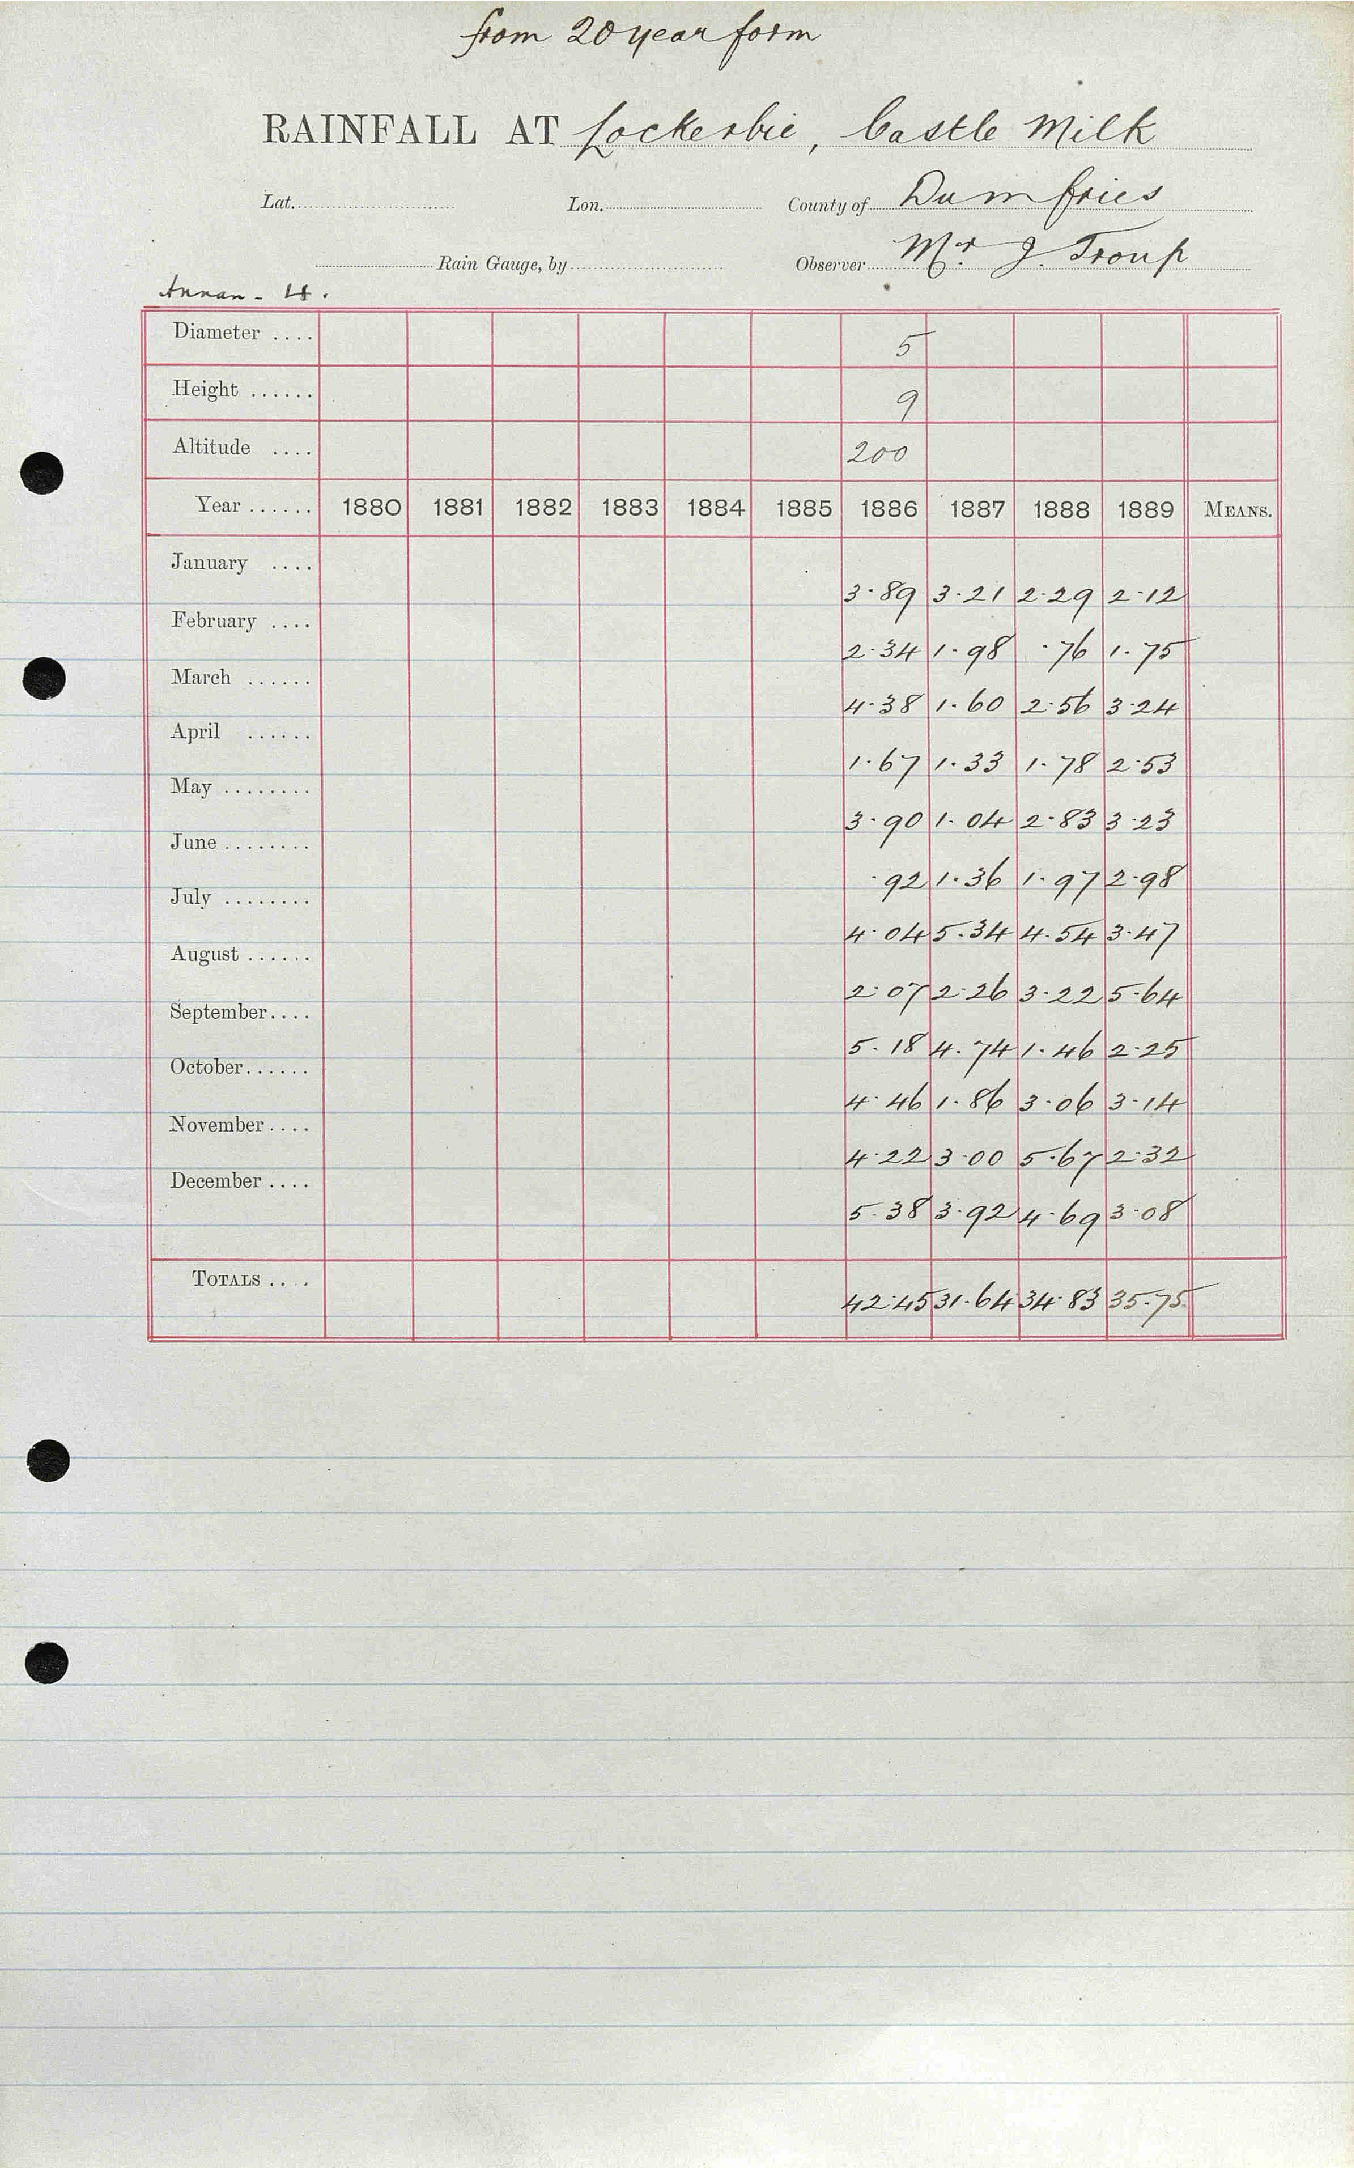 from 20 year form
RAINFALL AT Lockerbie, Castle Milk
Lat. Lon. County of Dumfries
Rain Gauge, by Observer Mr. J. Troup
Annan - 4.
Diameter .... 5
Height ...... 9
Altitude .... 200
Year ...... 1880 1881 1882 1883 1884 1885 1886 1887 1888 1889 MEANS.
January .... 3.89 3.21 2.29 2.12
February .... 2.34 1.98 .76 1.75
March ...... 4.38 1.60 2.56 3.24
April ...... 1.67 1.33 1.78 2.53
May ........ 3.90 1.04 2.83 3.23
June ........ .92 1.36 1.97 2.98
July ........ 4.04 5.34 4.54 3.47
August ...... 2.07 2.26 3.22 5.64
September.... 5.18 4.74 1.46 2.25
October...... 4.46 1.86 3.06 3.14
November.... 4.22 3.00 5.67 2.32
December .... 5.38 3.92 4.69 3.08
TOTALS .... 42.45 31.64 34.83 35.75